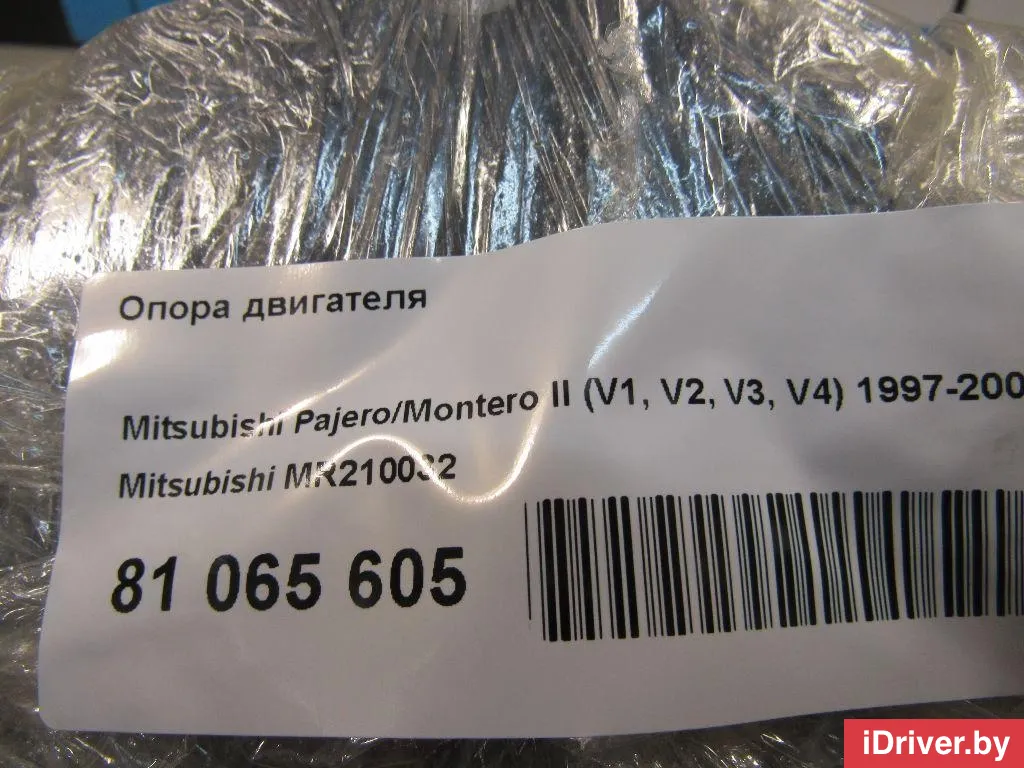 Опора двигателя
Mitsubishi Pajero/Montero II (V1, V2, V3, V4) 1997-200
Mitsubishi MR210032
81 065 605
iDriver.by